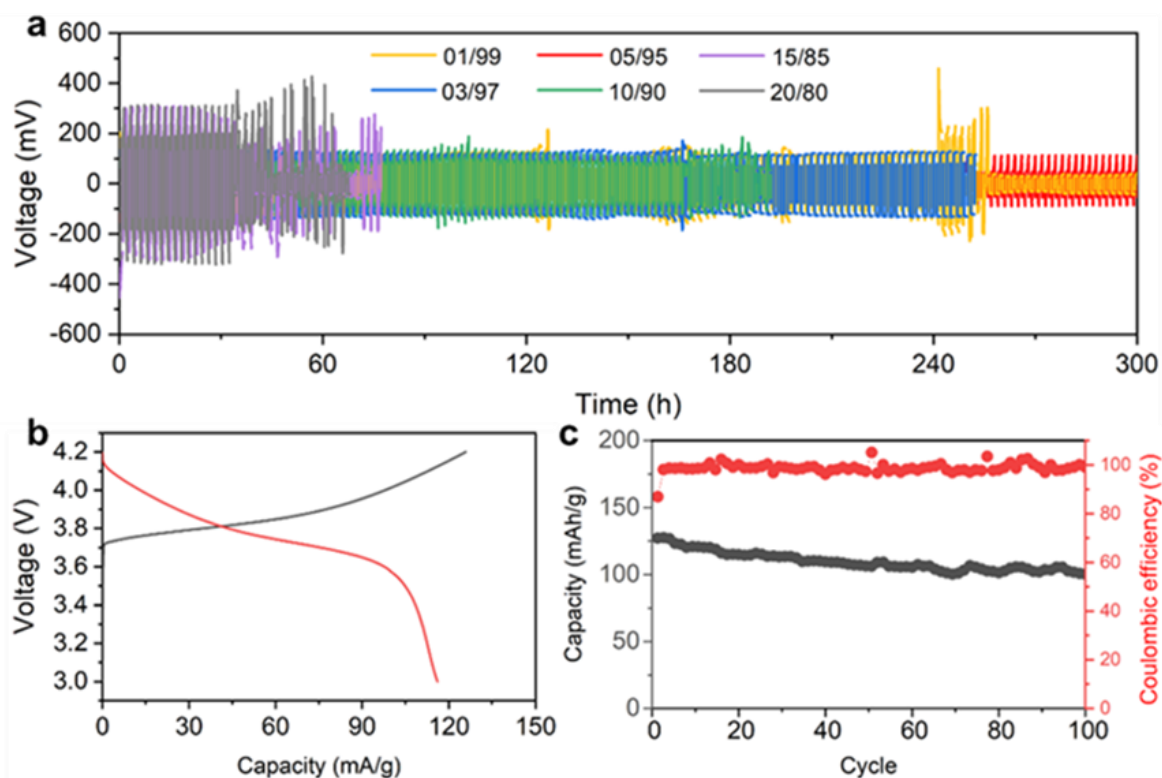 a
600
400
200
0
-200
-400
-600
Voltage (mV)
01/99 05/95 15/85
03/97 10/90 20/80
0 60 120 180 240 300
Time (h)
b
4.2
4.0
3.8
3.6
3.4
3.2
3.0
Voltage (V)
0 30 60 90 120 150
Capacity (mA/g)
c
200
150
100
50
0
Capacity (mAh/g)
100
80
60
40
20
0
Coulombic efficiency (%)
0 20 40 60 80 100
Cycle